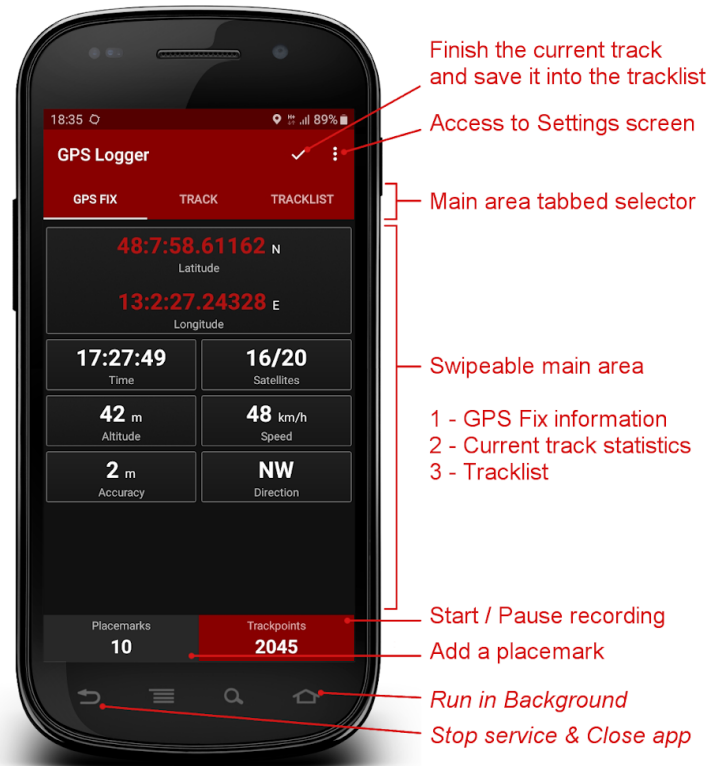 Finish the current track
and save it into the tracklist
18:35 89%
Access to Settings screen
GPS Logger
GPS FIX TRACK TRACKLIST
Main area tabbed selector
48:7:58.61162 N
Latitude
13:2:27.24328 E
Longitude
17:27:49 16/20
Time Satellites
Swipeable main area
42 m 48 km/h
Altitude Speed
1 - GPS Fix information
2 - Current track statistics
3 - Tracklist
2 m NW
Accuracy Direction
Start / Pause recording
Placemarks Trackpoints
10 2045
Add a placemark
Run in Background
Stop service & Close app